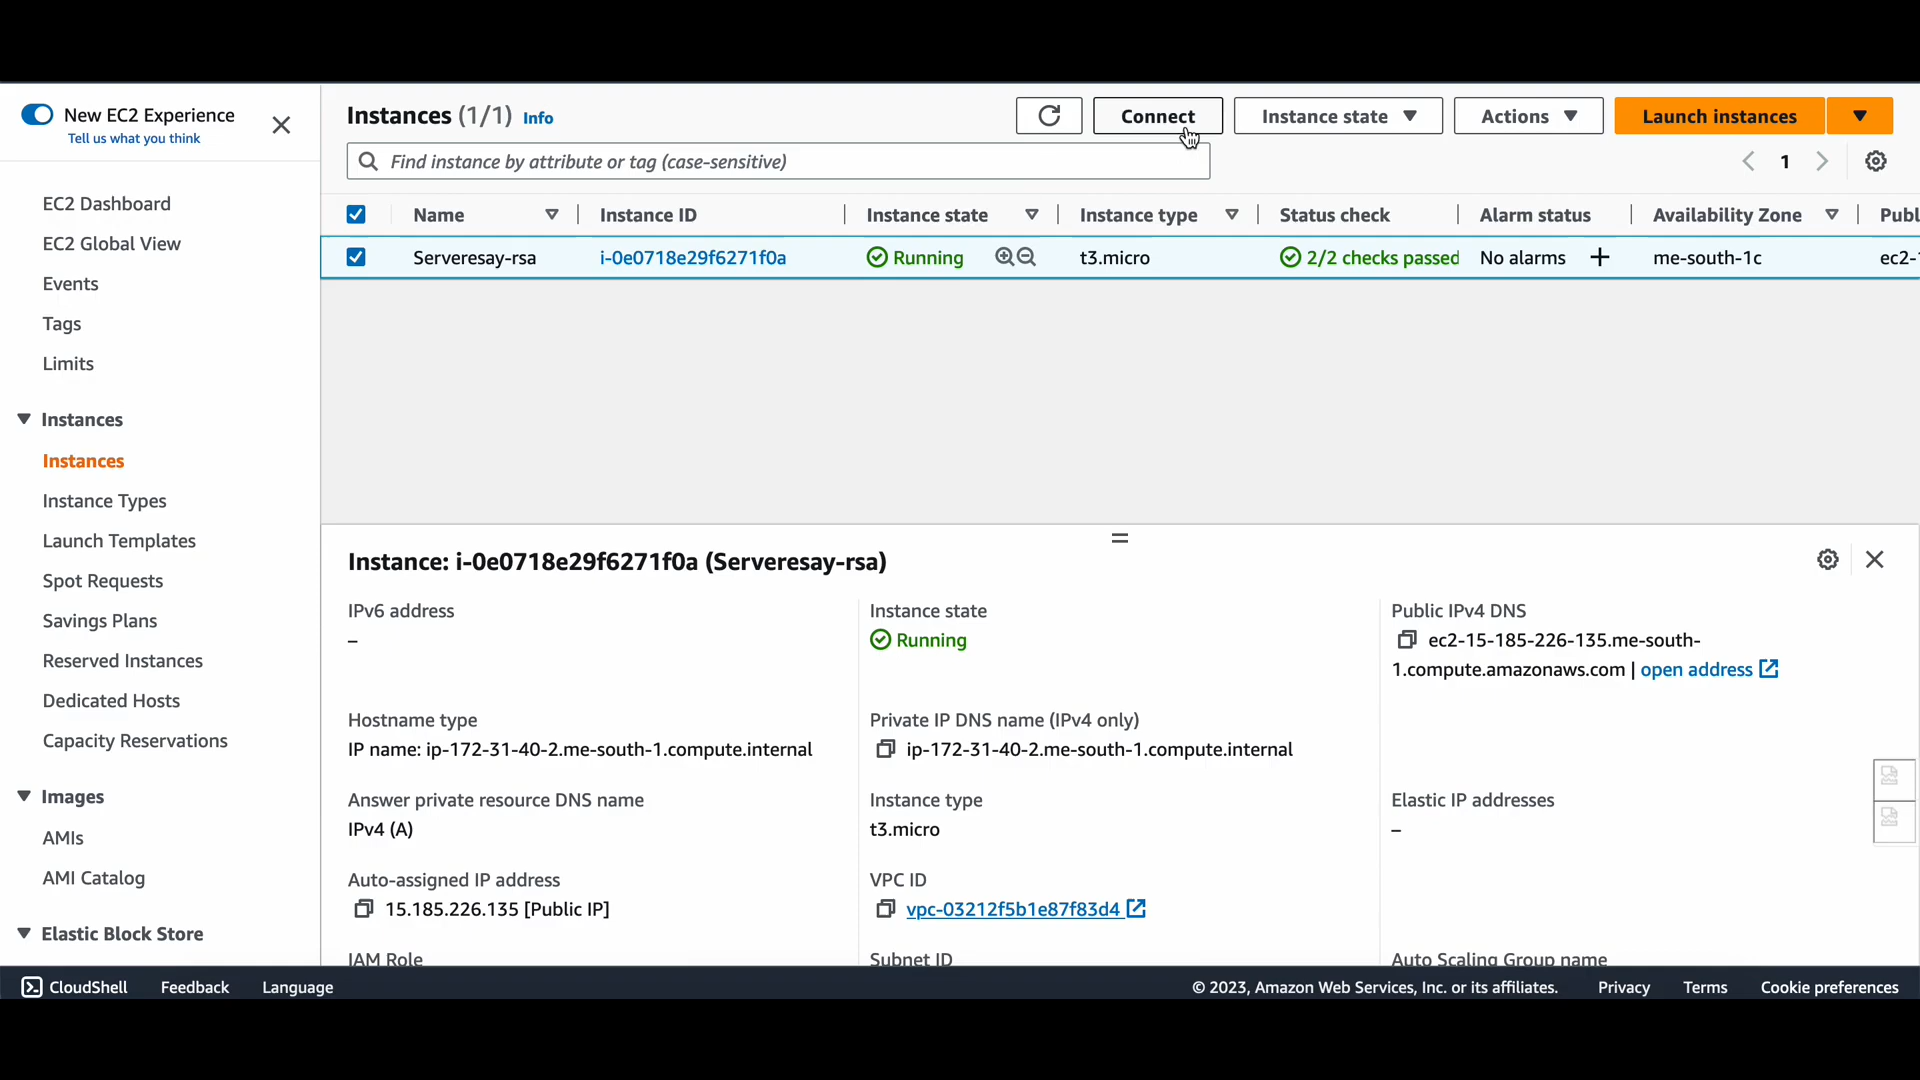 New EC2 Experience
Tell us what you think
EC2 Dashboard
EC2 Global View
Events
Tags
Limits
Instances
Instances
Instance Types
Launch Templates
Spot Requests
Savings Plans
Reserved Instances
Dedicated Hosts
Capacity Reservations
Images
AMIs
AMI Catalog
Elastic Block Store
Instances (1/1) Info
Connect
Instance state
Actions
Launch instances
Find instance by attribute or tag (case-sensitive)
1
Name Instance ID Instance state Instance type Status check Alarm status Availability Zone Publ
Serveresay-rsa i-0e0718e29f6271f0a Running t3.micro 2/2 checks passed No alarms + me-south-1c ec2-
Instance: i-0e0718e29f6271f0a (Serveresay-rsa)
IPv6 address
–
Instance state
Running
Public IPv4 DNS
ec2-15-185-226-135.me-south-
1.compute.amazonaws.com | open address
Hostname type
IP name: ip-172-31-40-2.me-south-1.compute.internal
Private IP DNS name (IPv4 only)
ip-172-31-40-2.me-south-1.compute.internal
Answer private resource DNS name
IPv4 (A)
Instance type
t3.micro
Elastic IP addresses
–
Auto-assigned IP address
15.185.226.135 [Public IP]
VPC ID
vpc-03212f5b1e87f83d4
IAM Role
Subnet ID
Auto Scaling Group name
CloudShell Feedback Language © 2023, Amazon Web Services, Inc. or its affiliates. Privacy Terms Cookie preferences